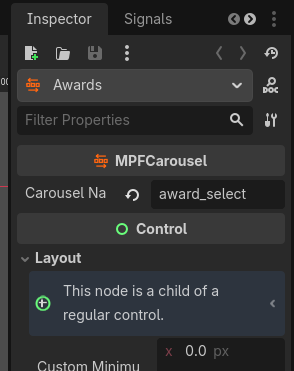 Inspector
Signals
Awards
DOC
Filter Properties
MPFCarousel
Carousel Na
award_select
Control
Layout
This node is a child of a
regular control.
Custom Minimu
x 0.0 px